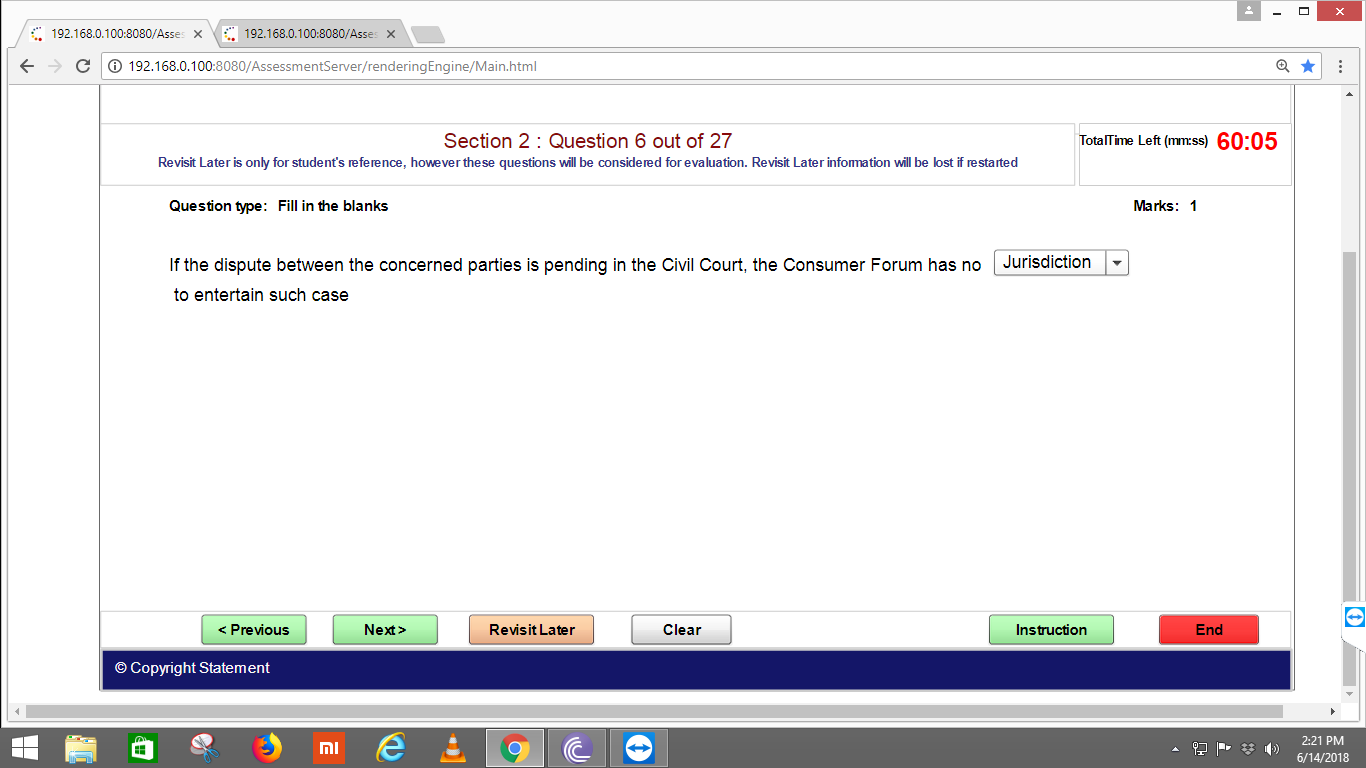 192.168.0.100:8080/Asses
192.168.0.100:8080/Asse
192.168.0.100:8080/AssessmentServer/renderingEngine/Main.html
Section 2 : Question 6 out of 27
Revisit Later is only for student's reference, however these questions will be considered for evaluation. Revisit Later information will be lost if restarted
TotalTime Left (mm:ss) 60:05
Question type: Fill in the blanks
Marks: 1
If the dispute between the concerned parties is pending in the Civil Court, the Consumer Forum has no Jurisdiction
to entertain such case
< Previous
Next >
Revisit Later
Clear
Instruction
End
© Copyright Statement
mi
2:21 PM
6/14/2018